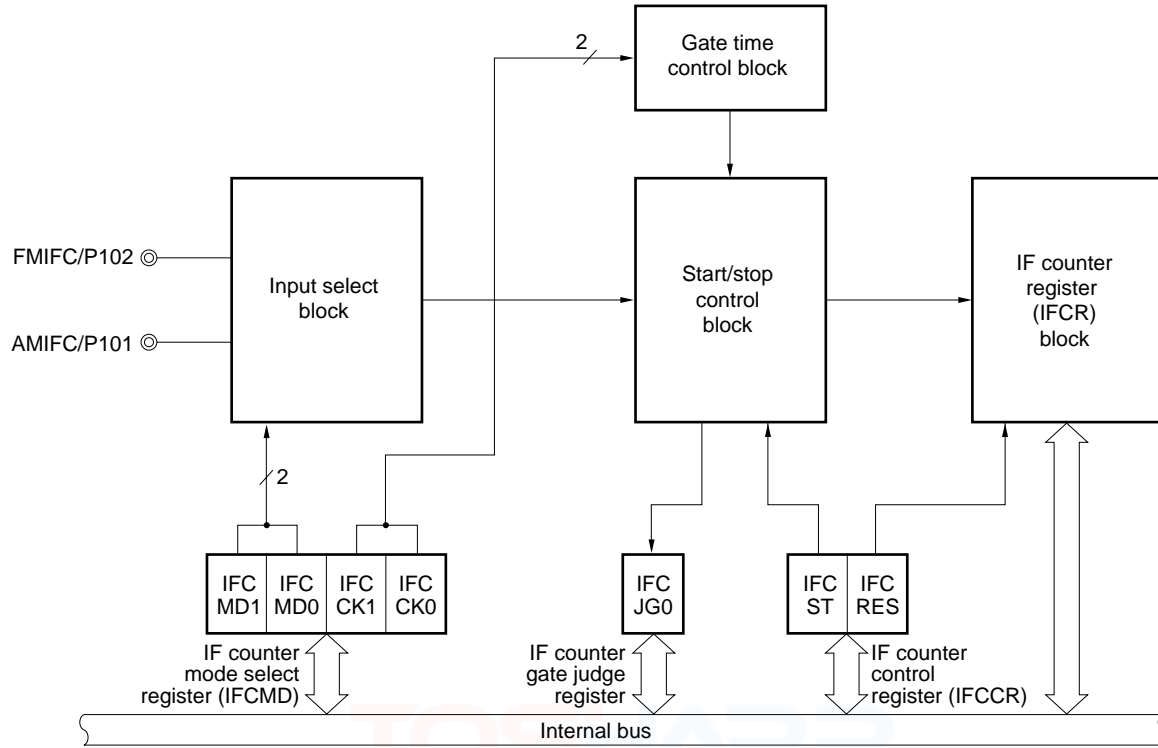 2
Gate time
control block
FMIFC/P102
AMIFC/P101
Input select
block
Start/stop
control
block
IF counter
register
(IFCR)
block
2
IFC
MD1
IFC
MD0
IFC
CK1
IFC
CK0
IFC
JG0
IFC
ST
IFC
RES
IF counter
mode select
register (IFCMD)
IF counter
gate judge
register
IF counter
control
register (IFCCR)
Internal bus